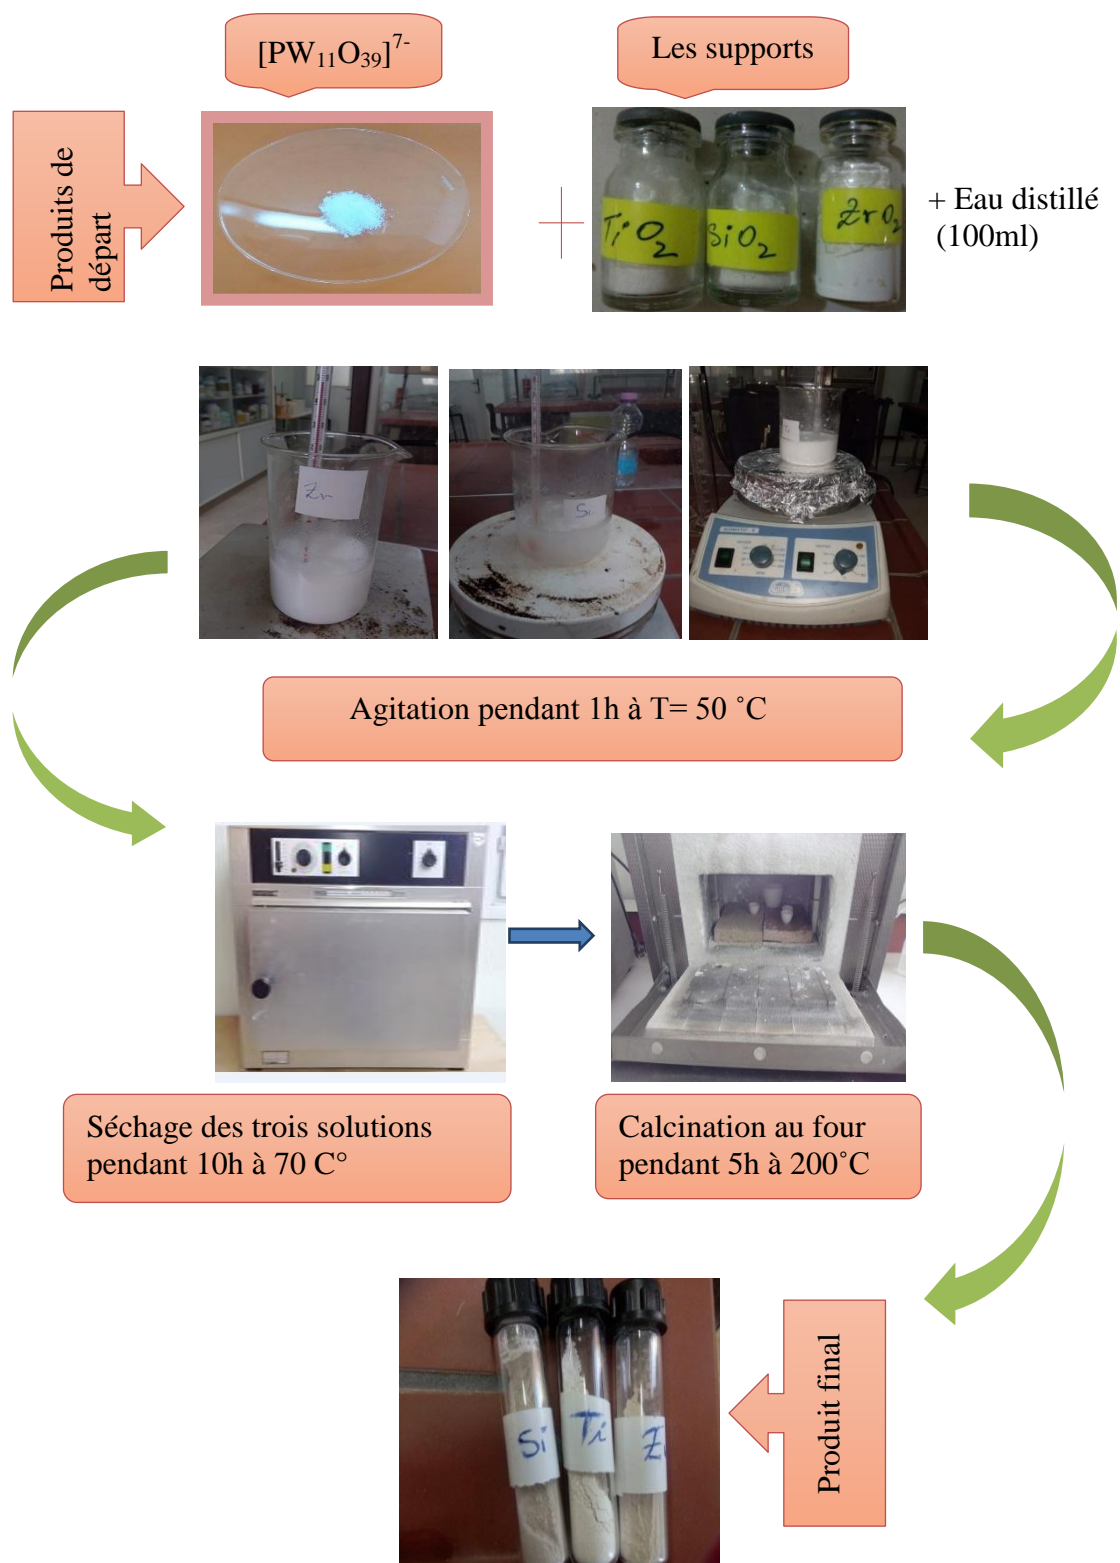 [PW₁₁O₃₉]⁷⁻
Les supports
Produits de
départ
TiO₂
SiO₂
ZrO₂
+ Eau distillé
(100ml)
Zr
Si
Agitation pendant 1h à T= 50 ˚C
Séchage des trois solutions
pendant 10h à 70 C°
Calcination au four
pendant 5h à 200˚C
Si
Ti
Produit final